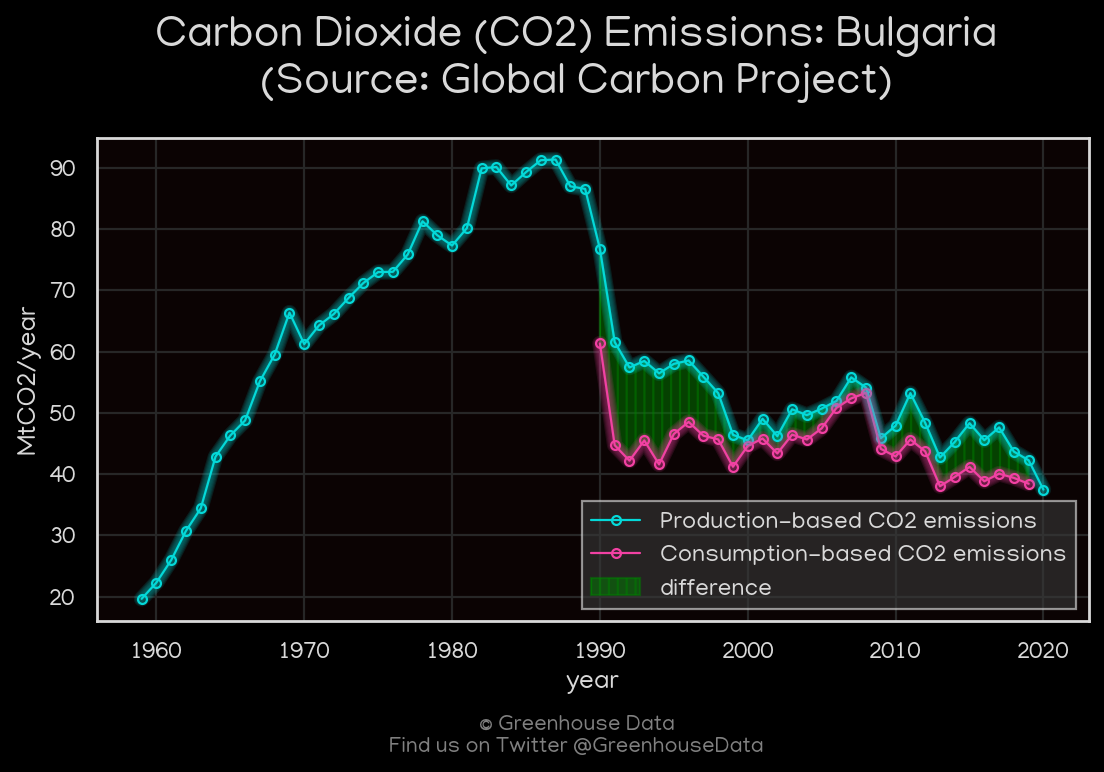 Carbon Dioxide (CO2) Emissions: Bulgaria
(Source: Global Carbon Project)
MtCO2/year
90
80
70
60
50
40
30
20
Production-based CO2 emissions
Consumption-based CO2 emissions
difference
1960 1970 1980 1990 2000 2010 2020
year
© Greenhouse Data
Find us on Twitter @GreenhouseData